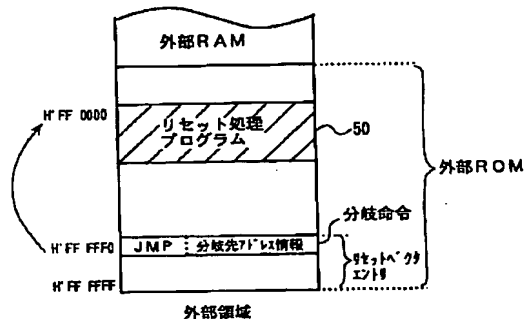 外部RAM
H'FF 0000
リセット処理
プログラム
50
外部ROM
分岐命令
H'FF FFF0
JMP
分岐先アドレス情報
リセットベクタ
エントリ
H'FF FFFF
外部領域